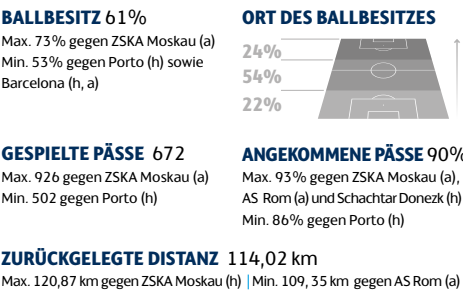 BALLBESITZ 61%
Max. 73% gegen ZSKA Moskau (a)
Min. 53% gegen Porto (h) sowie
Barcelona (h, a)
ORT DES BALLBESITZES
24%
54%
22%
GESPIELTE PÄSSE 672
Max. 926 gegen ZSKA Moskau (a)
Min. 502 gegen Porto (h)
ANGEKOMMENE PÄSSE 90%
Max. 93% gegen ZSKA Moskau (a),
AS Rom (a) und Schachtar Donezk (h)
Min. 86% gegen Porto (h)
ZURÜCKGELEGTE DISTANZ 114,02 km
Max. 120,87 km gegen ZSKA Moskau (h) | Min. 109, 35 km gegen AS Rom (a)